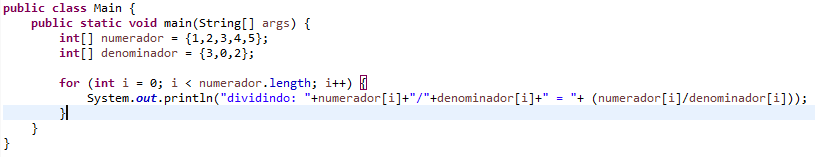 public class Main {
public static void main(String[] args) {
int[] numerador = {1,2,3,4,5};
int[] denominador = {3,0,2};
for (int i = 0; i < numerador.length; i++) {
System.out.println("dividindo: "+numerador[i]+"/"+denominador[i]+" = "+ (numerador[i]/denominador[i]));
}
}
}